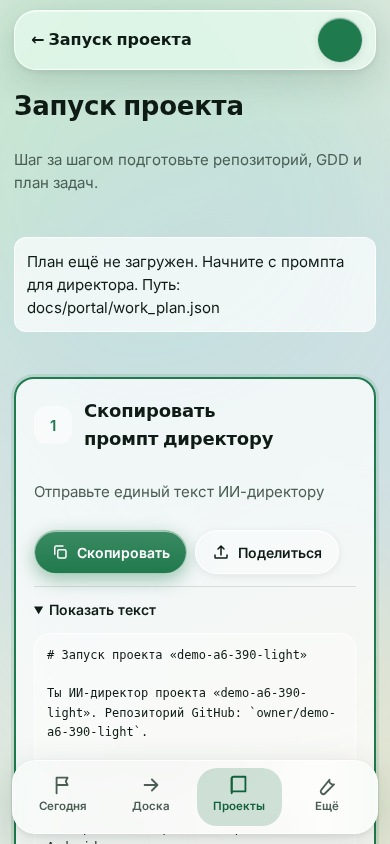 ← Запуск проекта
Запуск проекта
Шаг за шагом подготовьте репозиторий, GDD и
план задач.
План ещё не загружен. Начните с промпта
для директора. Путь:
docs/portal/work_plan.json
1
Скопировать
промпт директору
Отправьте единый текст ИИ-директору
Скопировать
Поделиться
▼ Показать текст
# Запуск проекта «demo-a6-390-light»
Ты ИИ-директор проекта «demo-a6-390-
light». Репозиторий GitHub: `owner/demo-
a6-390-light`.
Сегодня
Доска
Проекты
Ещё